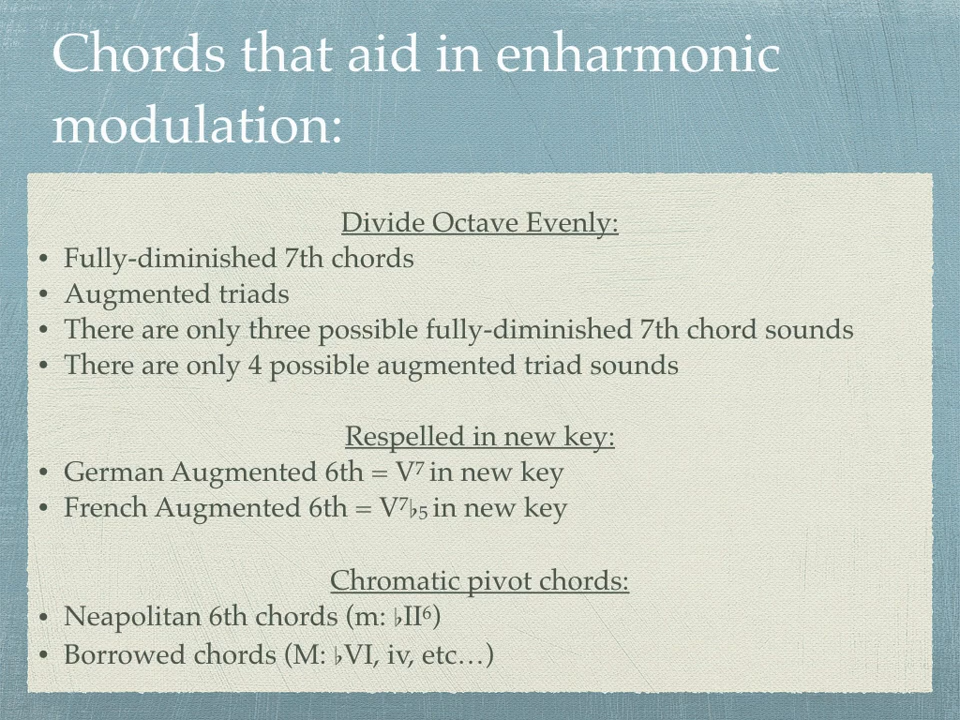 Chords that aid in enharmonic
modulation:
Divide Octave Evenly:
• Fully-diminished 7th chords
• Augmented triads
• There are only three possible fully-diminished 7th chord sounds
• There are only 4 possible augmented triad sounds
Respelled in new key:
• German Augmented 6th = V⁷ in new key
• French Augmented 6th = V⁷♭₅ in new key
Chromatic pivot chords:
• Neapolitan 6th chords (m: ♭II⁶)
• Borrowed chords (M: ♭VI, iv, etc…)